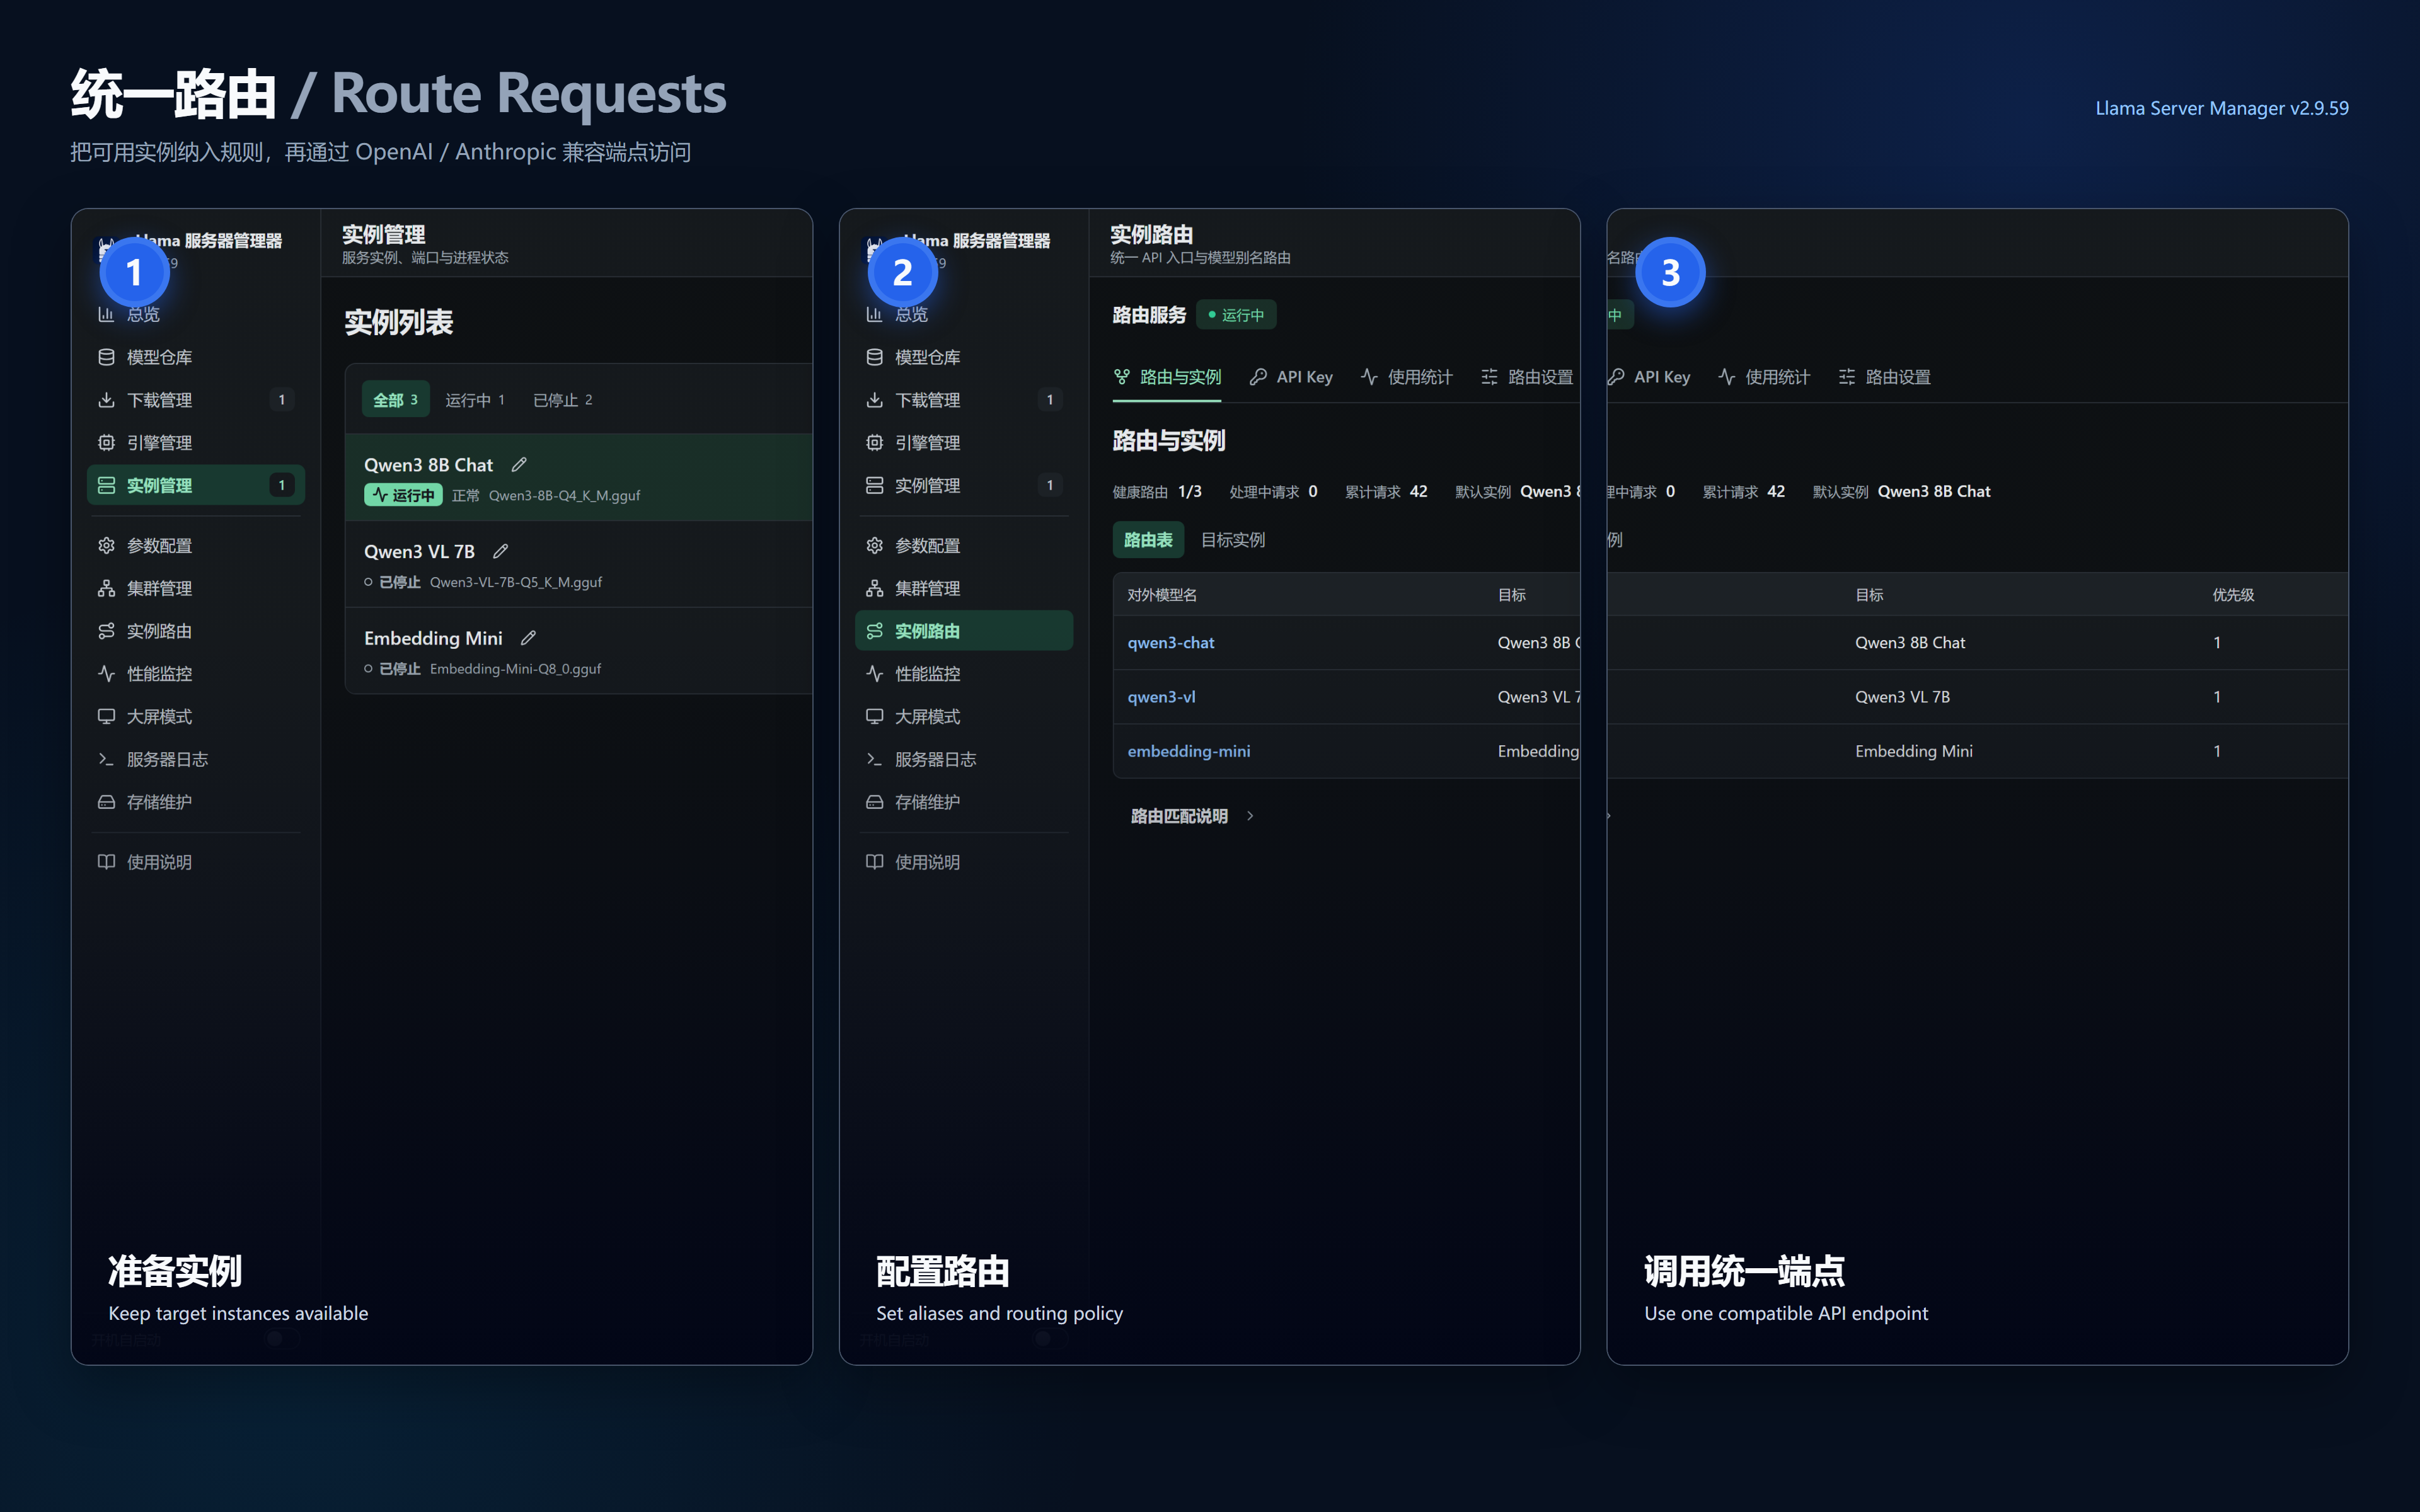 统一路由 / Route Requests
把可用实例纳入规则，再通过 OpenAI / Anthropic 兼容端点访问
Llama Server Manager v2.9.59
1
服务器管理器
总览
模型仓库
下载管理 1
引擎管理
实例管理 1
参数配置
集群管理
实例路由
性能监控
大屏模式
服务器日志
存储维护
使用说明
实例管理
服务实例、端口与进程状态
实例列表
全部 3 运行中 1 已停止 2
Qwen3 8B Chat
运行中 正常 Qwen3-8B-Q4_K_M.gguf
Qwen3 VL 7B
已停止 Qwen3-VL-7B-Q5_K_M.gguf
Embedding Mini
已停止 Embedding-Mini-Q8_0.gguf
准备实例
Keep target instances available
2
服务器管理器
总览
模型仓库
下载管理 1
引擎管理
实例管理 1
参数配置
集群管理
实例路由
性能监控
大屏模式
服务器日志
存储维护
使用说明
实例路由
统一 API 入口与模型别名路由
路由服务 运行中
路由与实例 API Key 使用统计 路由设置
路由与实例
健康路由 1/3 处理中请求 0 累计请求 42 默认实例 Qwen3
路由表 目标实例
对外模型名 目标
qwen3-chat Qwen3 8B
qwen3-vl Qwen3 VL
embedding-mini Embedding
路由匹配说明
配置路由
Set aliases and routing policy
3
中
API Key 使用统计 路由设置
中请求 0 累计请求 42 默认实例 Qwen3 8B Chat
例
目标 优先级
Qwen3 8B Chat 1
Qwen3 VL 7B 1
Embedding Mini 1
调用统一端点
Use one compatible API endpoint